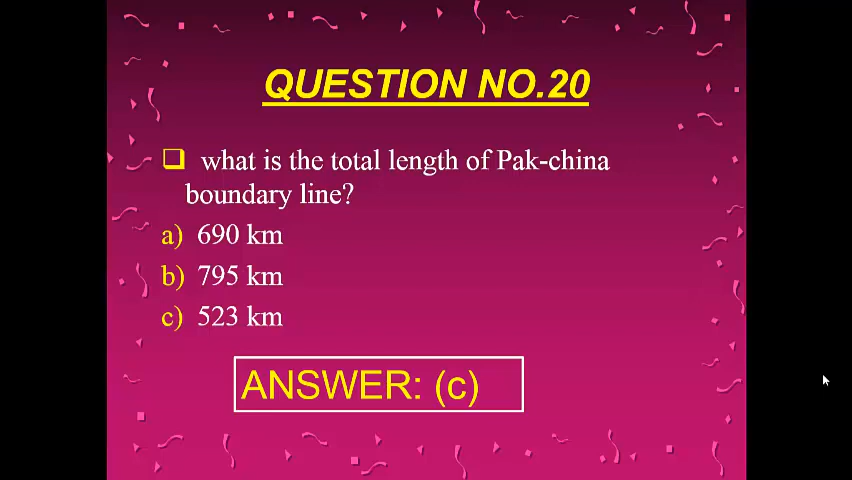 QUESTION NO.20
❑ what is the total length of Pak-china
boundary line?
a) 690 km
b) 795 km
c) 523 km
ANSWER: (c)